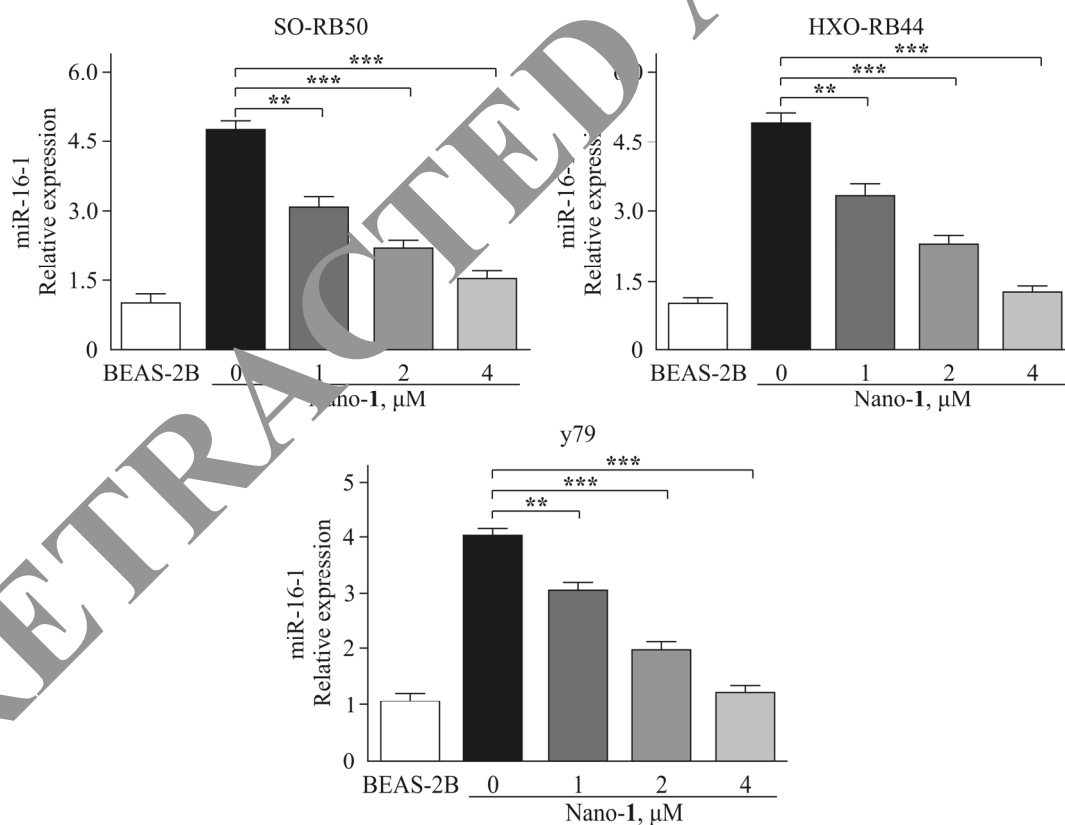 SO-RB50
miR-16-1
Relative expression
6.0
4.5
3.0
1.5
0
**
***
***
BEAS-2B 0 1 2 4
Nano-1, μM
HXO-RB44
miR-16-1
Relative expression
4.5
3.0
1.5
0
**
***
***
BEAS-2B 0 1 2 4
Nano-1, μM
y79
miR-16-1
Relative expression
5
4
3
2
1
0
**
***
***
BEAS-2B 0 1 2 4
Nano-1, μM
RETRACTED A